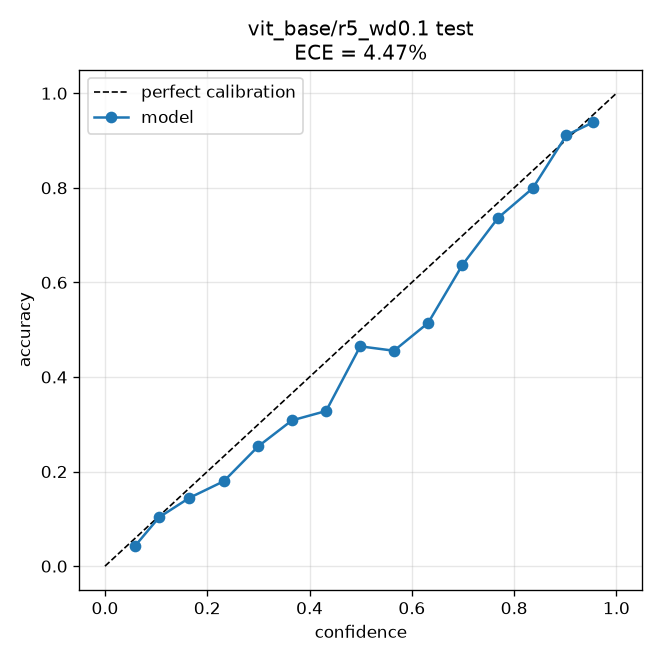 vit_base/r5_wd0.1 test
ECE = 4.47%
perfect calibration
model
1.0
0.8
0.6
0.4
0.2
0.0
accuracy
0.0 0.2 0.4 0.6 0.8 1.0
confidence